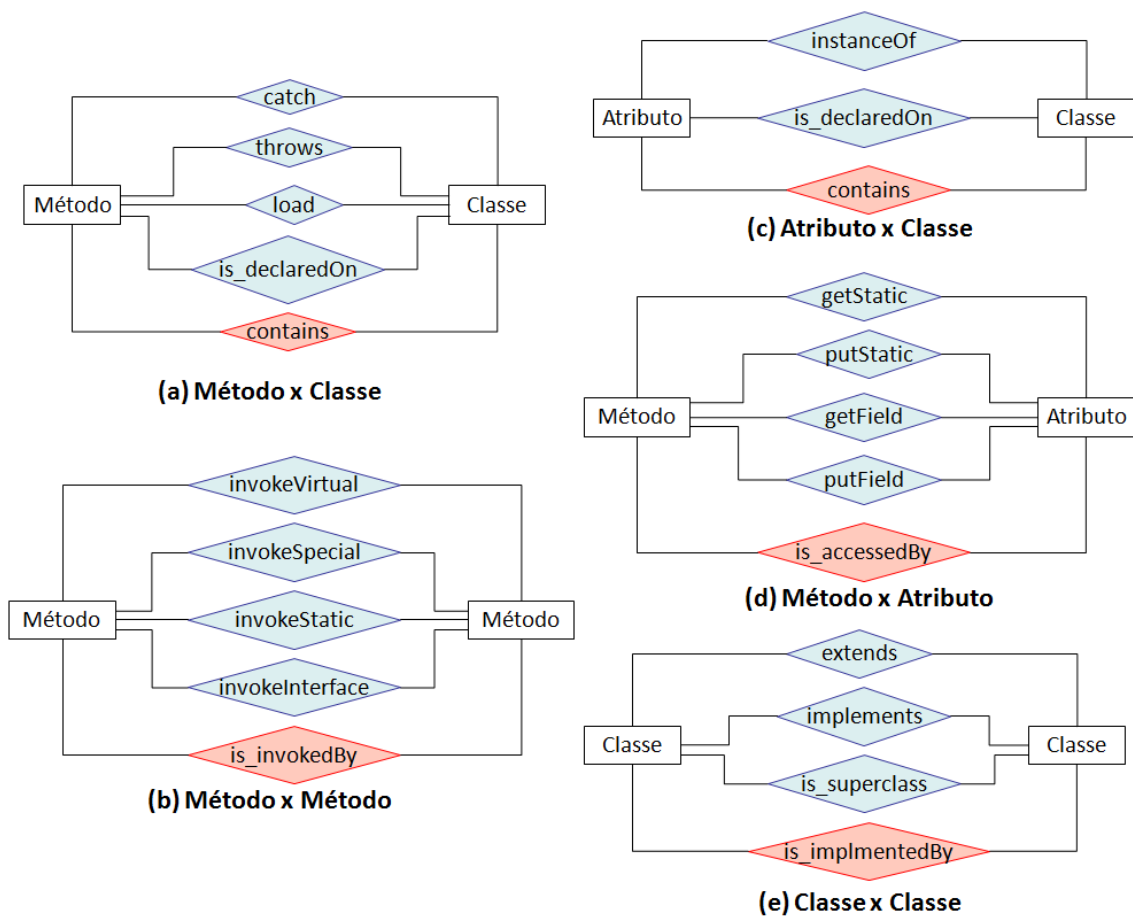 catch
throws
Método
load
Classe
is_declaredOn
contains
(a) Método x Classe
invokeVirtual
invokeSpecial
Método
invokeStatic
Método
invokeInterface
is_invokedBy
(b) Método x Método
instanceOf
Atributo
is_declaredOn
Classe
contains
(c) Atributo x Classe
getStatic
putStatic
Método
getField
Atributo
putField
is_accessedBy
(d) Método x Atributo
extends
implements
Classe
Classe
is_superclass
is_implmentedBy
(e) Classe x Classe